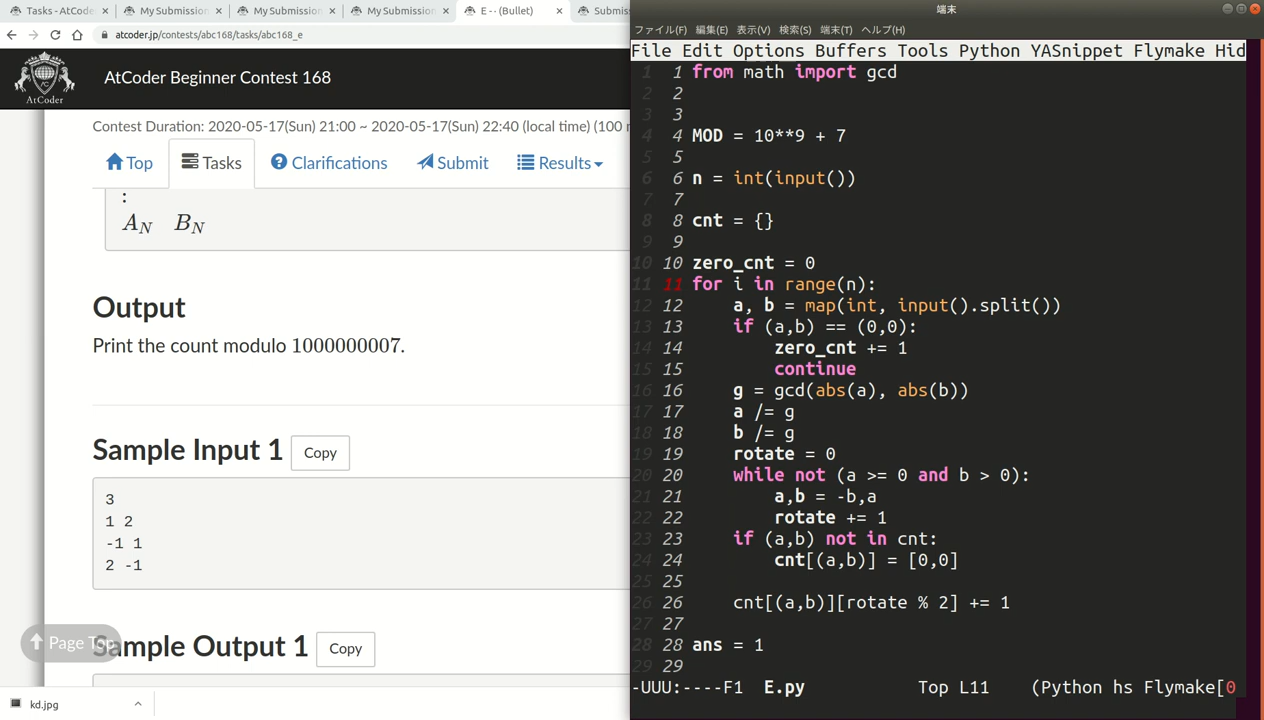 Tasks - AtCode
My Submission
My Submission
My Submission
E - ∙ (Bullet)
Submis
atcoder.jp/contests/abc168/tasks/abc168_e
AtCoder
AtCoder Beginner Contest 168
Contest Duration: 2020-05-17(Sun) 21:00 ~ 2020-05-17(Sun) 22:40 (local time) (100 m
Top
Tasks
Clarifications
Submit
Results
:
A_N B_N
Output
Print the count modulo 1000000007.
Sample Input 1
Copy
3
1 2
-1 1
2 -1
Page Top
Sample Output 1
Copy
kd.jpg
端末
ファイル(F) 編集(E) 表示(V) 検索(S) 端末(T) ヘルプ(H)
File Edit Options Buffers Tools Python YASnippet Flymake Hid
1 1 from math import gcd
2 2
3 3
4 4 MOD = 10**9 + 7
5 5
6 6 n = int(input())
7 7
8 8 cnt = {}
9 9
10 10 zero_cnt = 0
11 11 for i in range(n):
12 12     a, b = map(int, input().split())
13 13     if (a,b) == (0,0):
14 14         zero_cnt += 1
15 15         continue
16 16     g = gcd(abs(a), abs(b))
17 17     a /= g
18 18     b /= g
19 19     rotate = 0
20 20     while not (a >= 0 and b > 0):
21 21         a,b = -b,a
22 22         rotate += 1
23 23     if (a,b) not in cnt:
24 24         cnt[(a,b)] = [0,0]
25 25
26 26     cnt[(a,b)][rotate % 2] += 1
27 27
28 28 ans = 1
29 29
-UUU:----F1 E.py Top L11 (Python hs Flymake[0